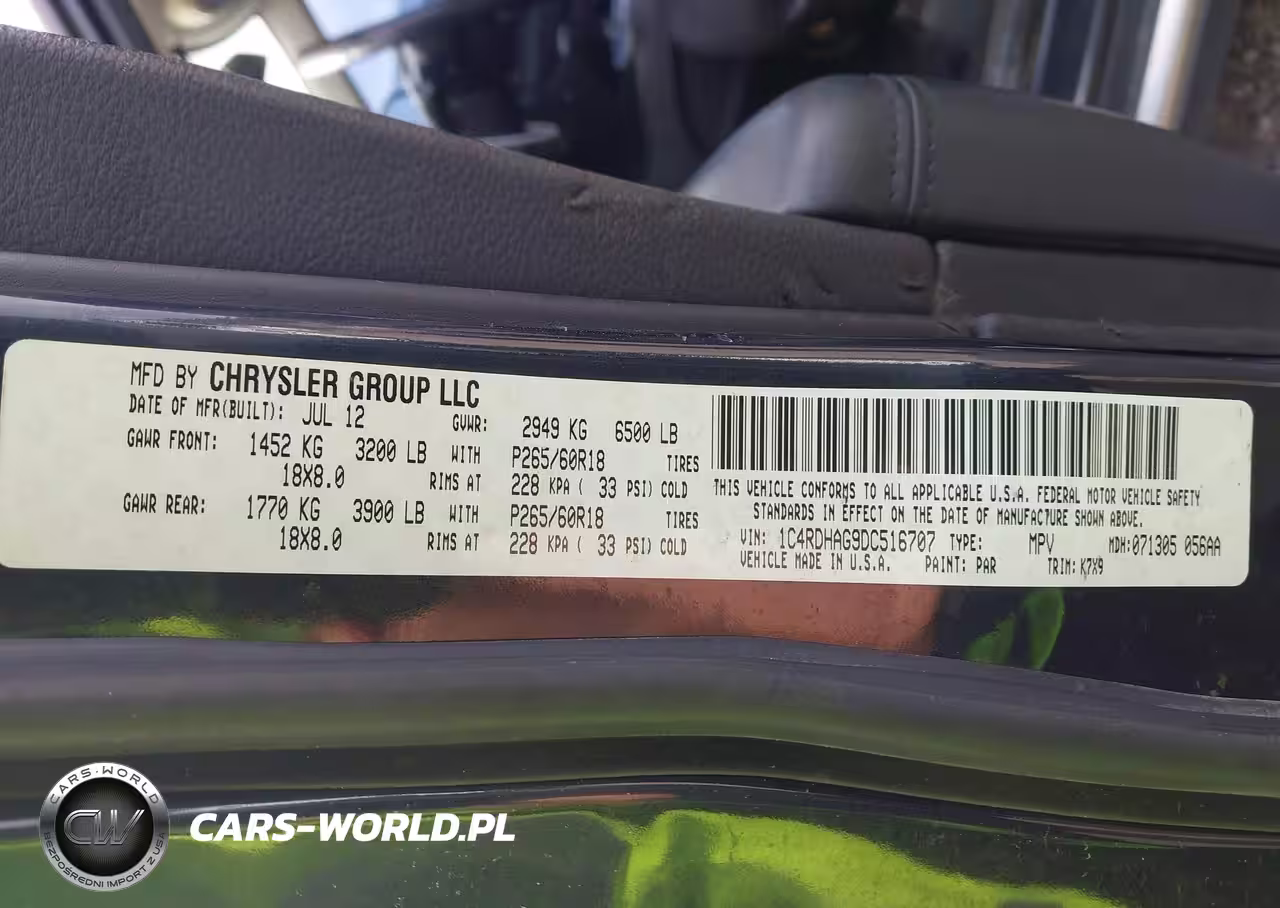 MFD BY CHRYSLER GROUP LLC
DATE OF MFR(BUILT): JUL 12 GVWR: 2949 KG 6500 LB
GAWR FRONT: 1452 KG 3200 LB WITH P265/60R18 TIRES
18X8.0 RIMS AT 228 KPA ( 33 PSI) COLD
GAWR REAR: 1770 KG 3900 LB WITH P265/60R18 TIRES
18X8.0 RIMS AT 228 KPA ( 33 PSI) COLD
THIS VEHICLE CONFORMS TO ALL APPLICABLE U.S.A. FEDERAL MOTOR VEHICLE SAFETY
STANDARDS IN EFFECT ON THE DATE OF MANUFACTURE SHOWN ABOVE.
VIN: 1C4RDHAG9DC516707 TYPE: MPV MDH:071305 056AA
VEHICLE MADE IN U.S.A. PAINT: PAR TRIM: K7X9
CARS-WORLD
CW
BEZPOŚREDNI IMPORT Z USA
CARS-WORLD.PL